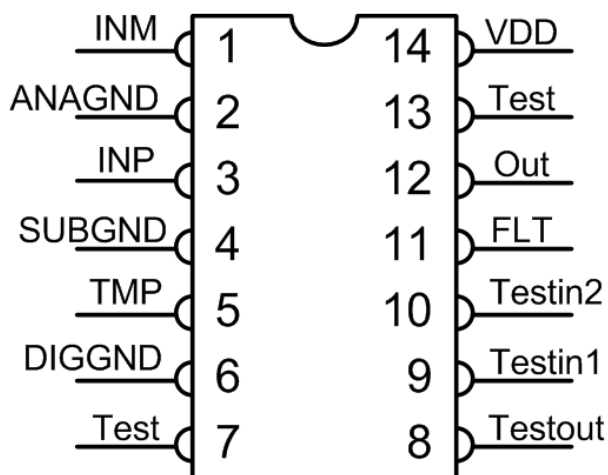 INM 1 14 VDD
ANAGND 2 13 Test
INP 3 12 Out
SUBGND 4 11 FLT
TMP 5 10 Testin2
DIGGND 6 9 Testin1
Test 7 8 Testout